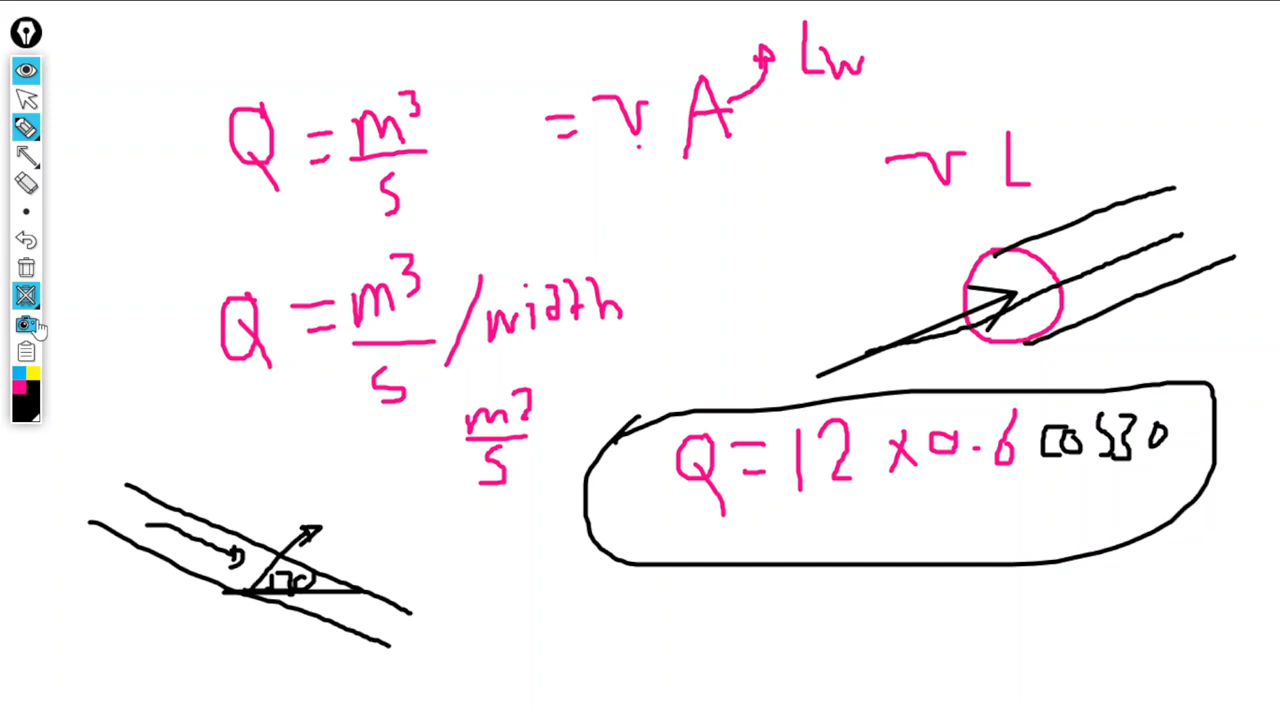 Q = m³/s = v A → Lw
v L
Q = m³/s /width
m²/s
Q = 12 × 0.6 cos30